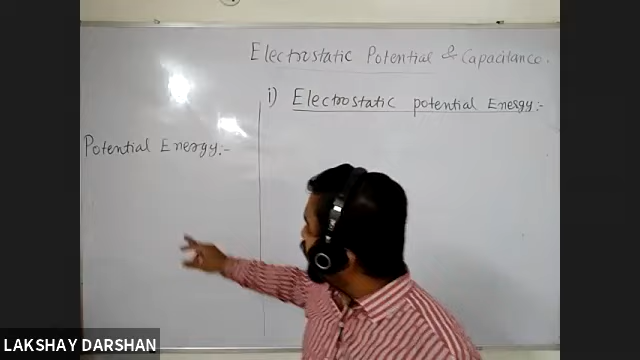 Electrostatic Potential & Capacitance.
i) Electrostatic potential Energy:-
Potential Energy:-
LAKSHAY DARSHAN